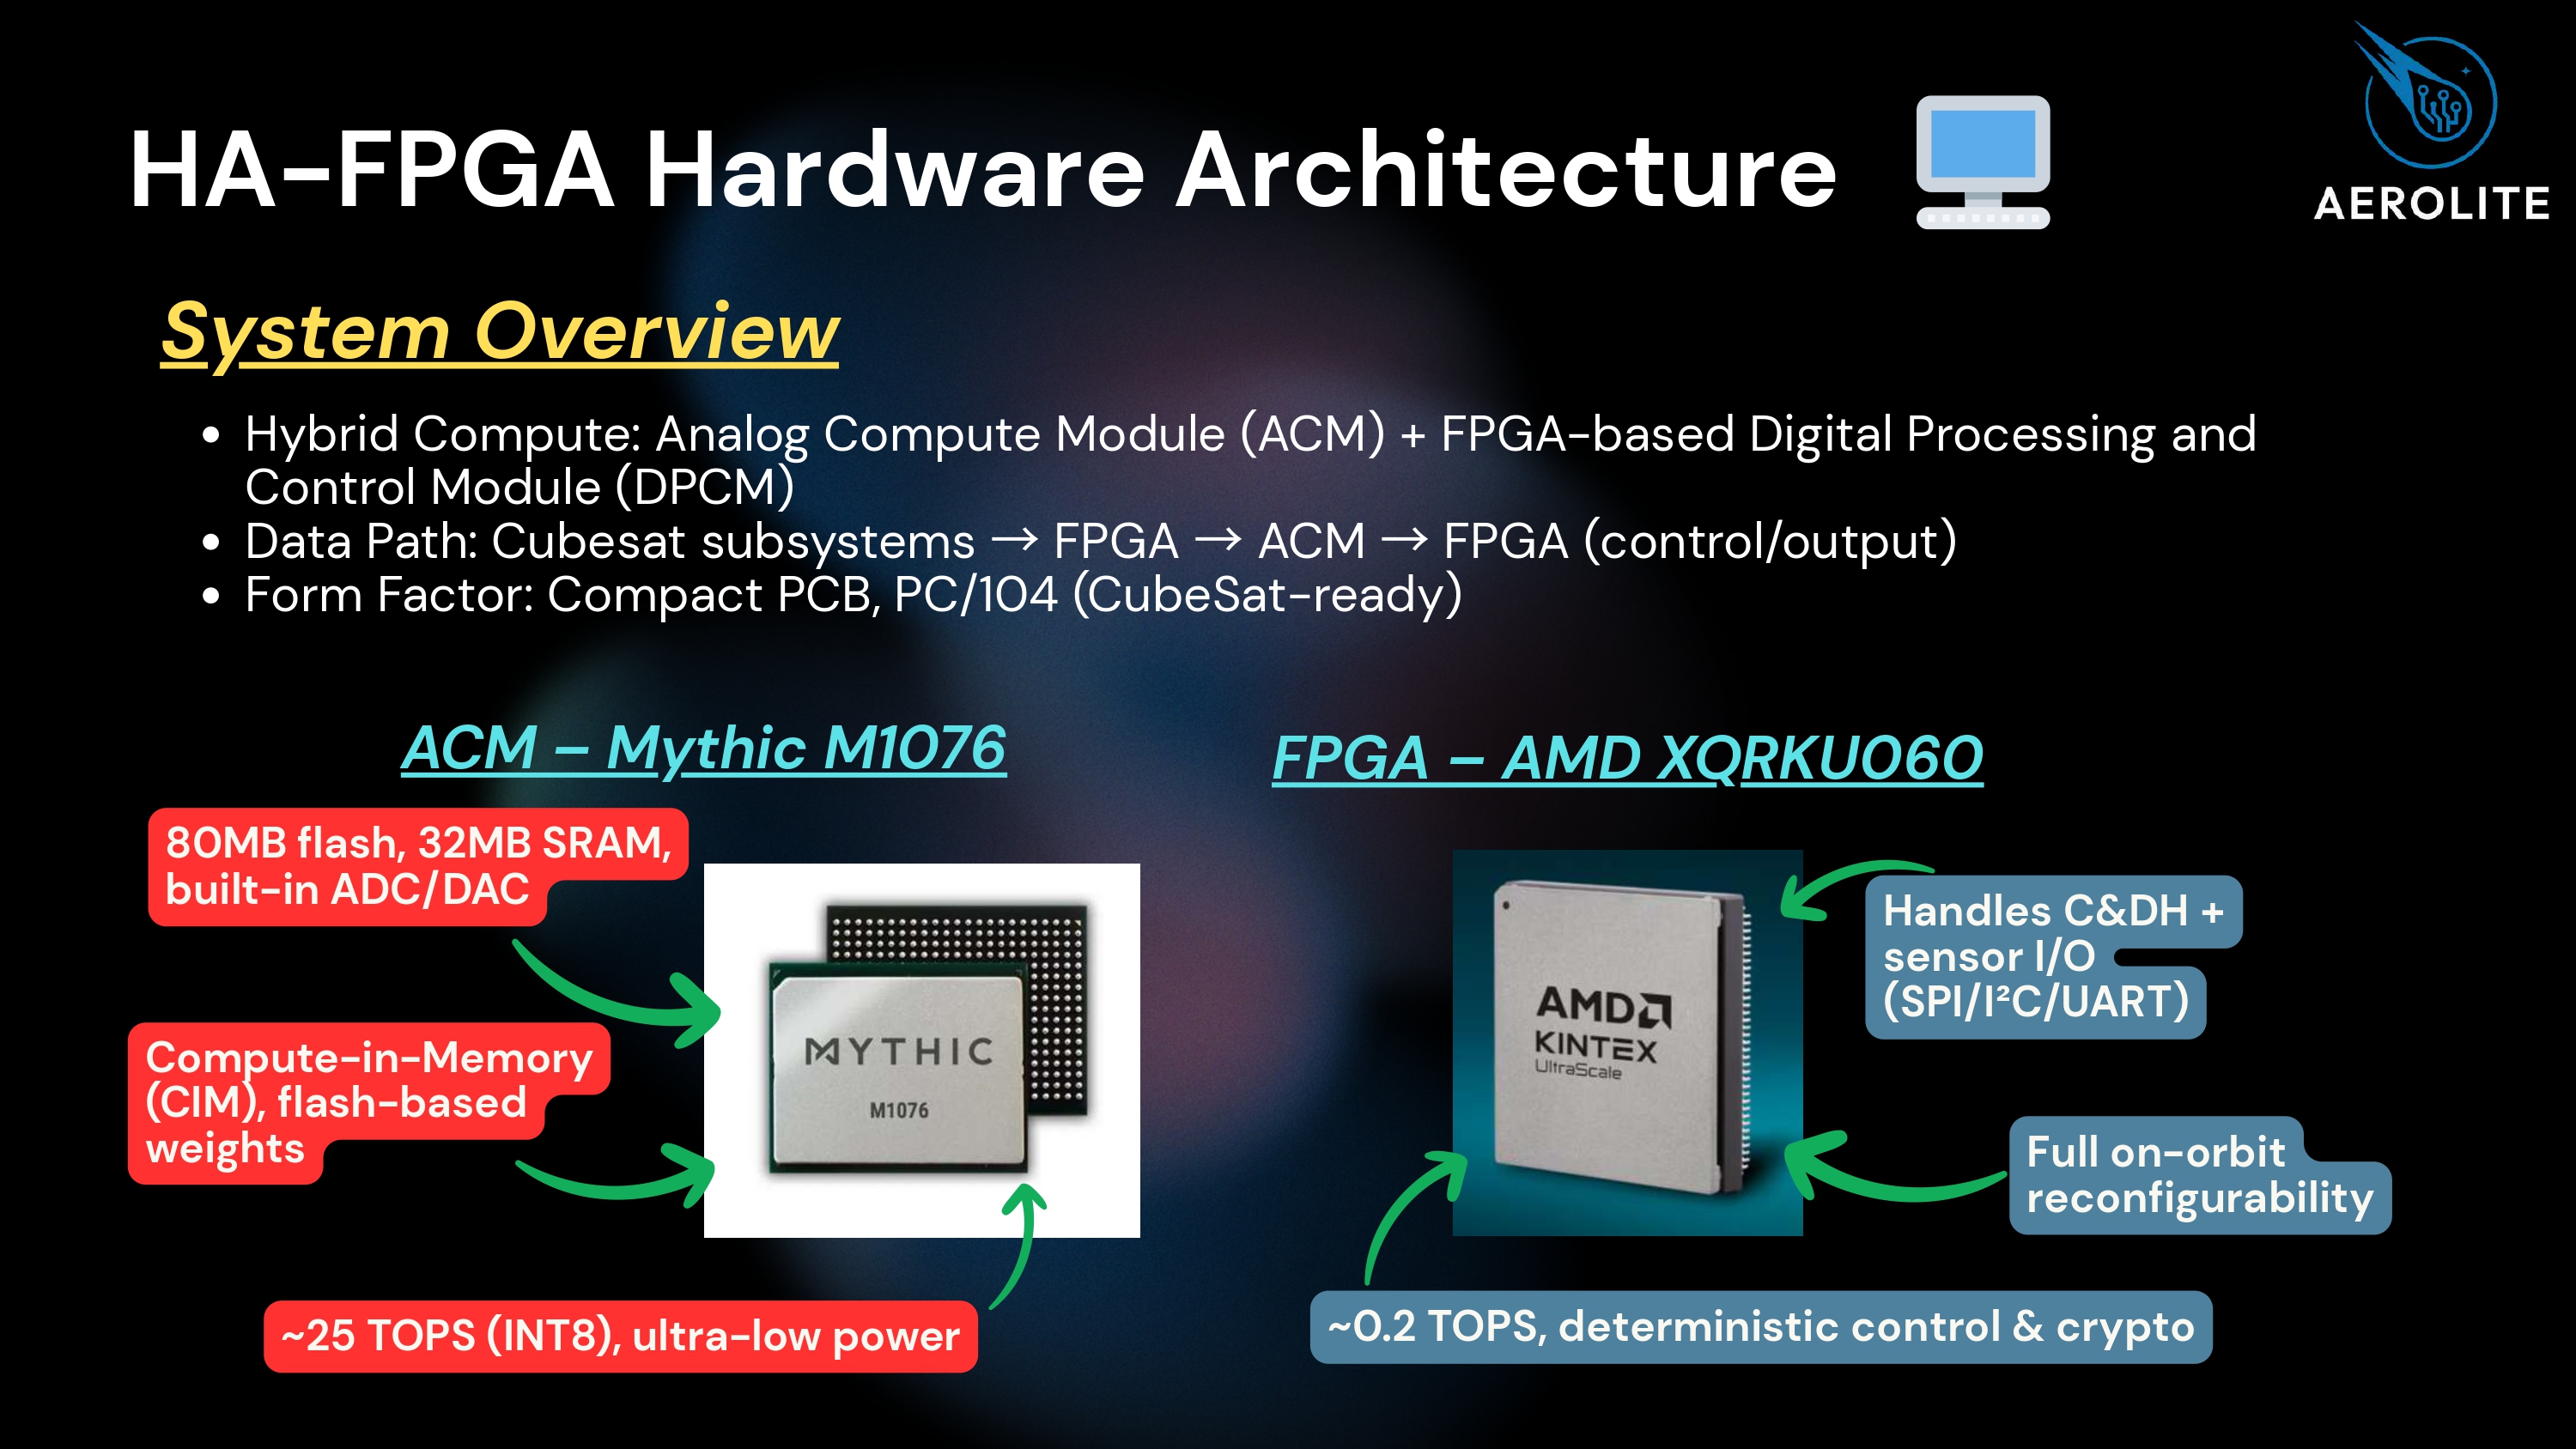 AEROLITE
HA-FPGA Hardware Architecture
System Overview
• Hybrid Compute: Analog Compute Module (ACM) + FPGA-based Digital Processing and
Control Module (DPCM)
• Data Path: Cubesat subsystems → FPGA → ACM → FPGA (control/output)
• Form Factor: Compact PCB, PC/104 (CubeSat-ready)
ACM – Mythic M1076
80MB flash, 32MB SRAM,
built-in ADC/DAC
Compute-in-Memory
(CIM), flash-based
weights
MYTHIC
M1076
~25 TOPS (INT8), ultra-low power
FPGA – AMD XQRKU060
AMD
KINTEX
UltraScale
Handles C&DH +
sensor I/O
(SPI/I²C/UART)
Full on-orbit
reconfigurability
~0.2 TOPS, deterministic control & crypto